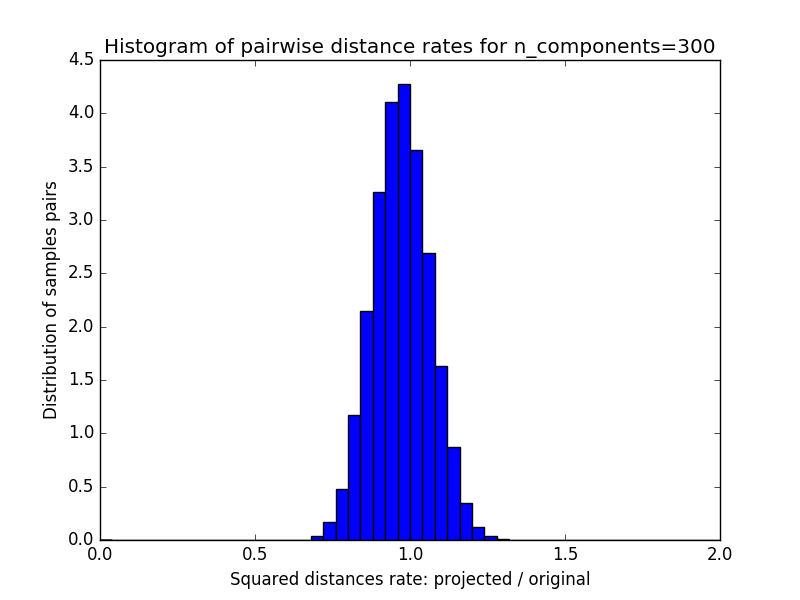 Histogram of pairwise distance rates for n_components=300
4.5
4.0
3.5
3.0
2.5
2.0
1.5
1.0
0.5
0.0
Distribution of samples pairs
0.0 0.5 1.0 1.5 2.0
Squared distances rate: projected / original